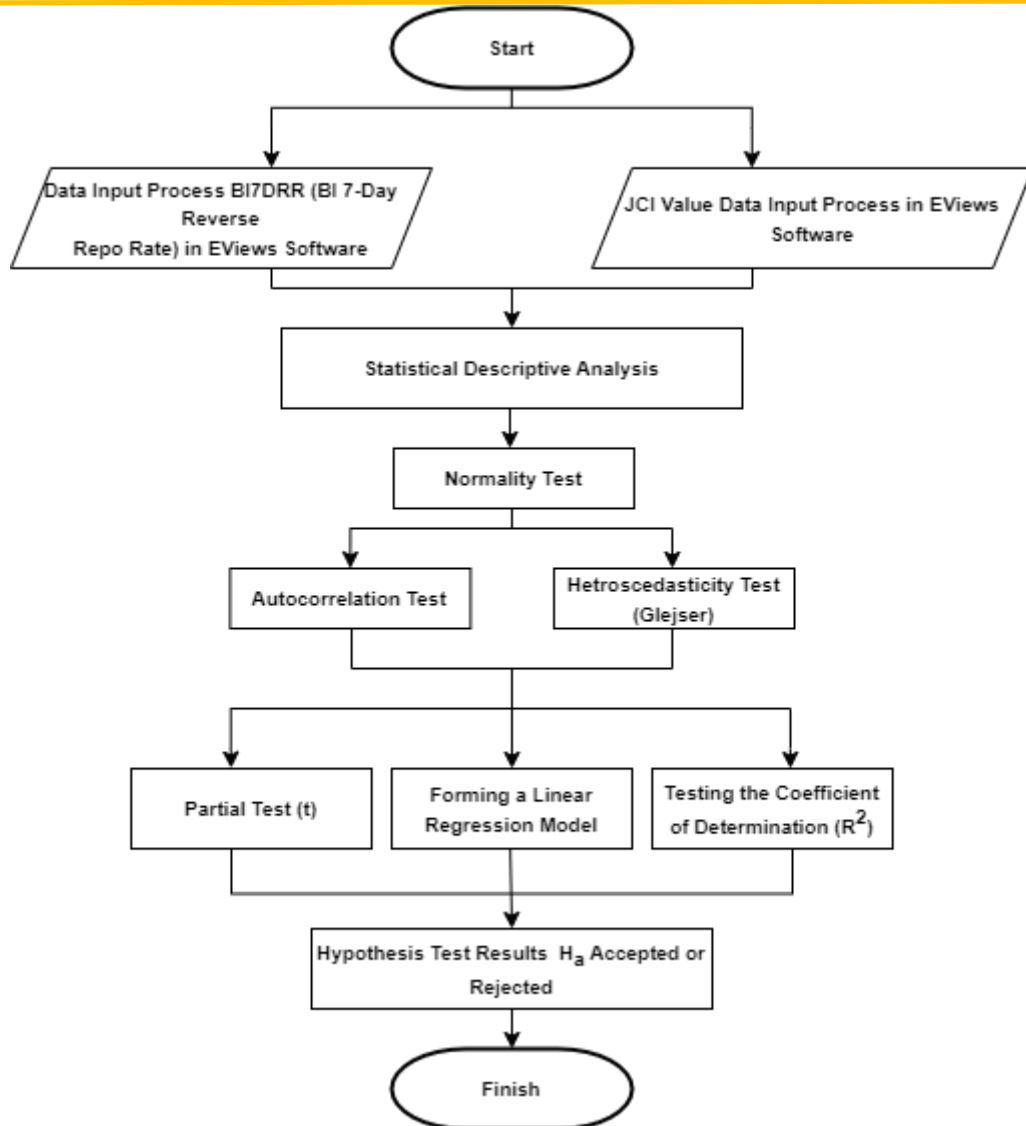 Start
Data Input Process BI7DRR (BI 7-Day
Reverse
Repo Rate) in EViews Software
JCI Value Data Input Process in EViews
Software
Statistical Descriptive Analysis
Normality Test
Autocorrelation Test
Hetroscedasticity Test
(Glejser)
Partial Test (t)
Forming a Linear
Regression Model
Testing the Coefficient
of Determination (R²)
Hypothesis Test Results Hₐ Accepted or
Rejected
Finish